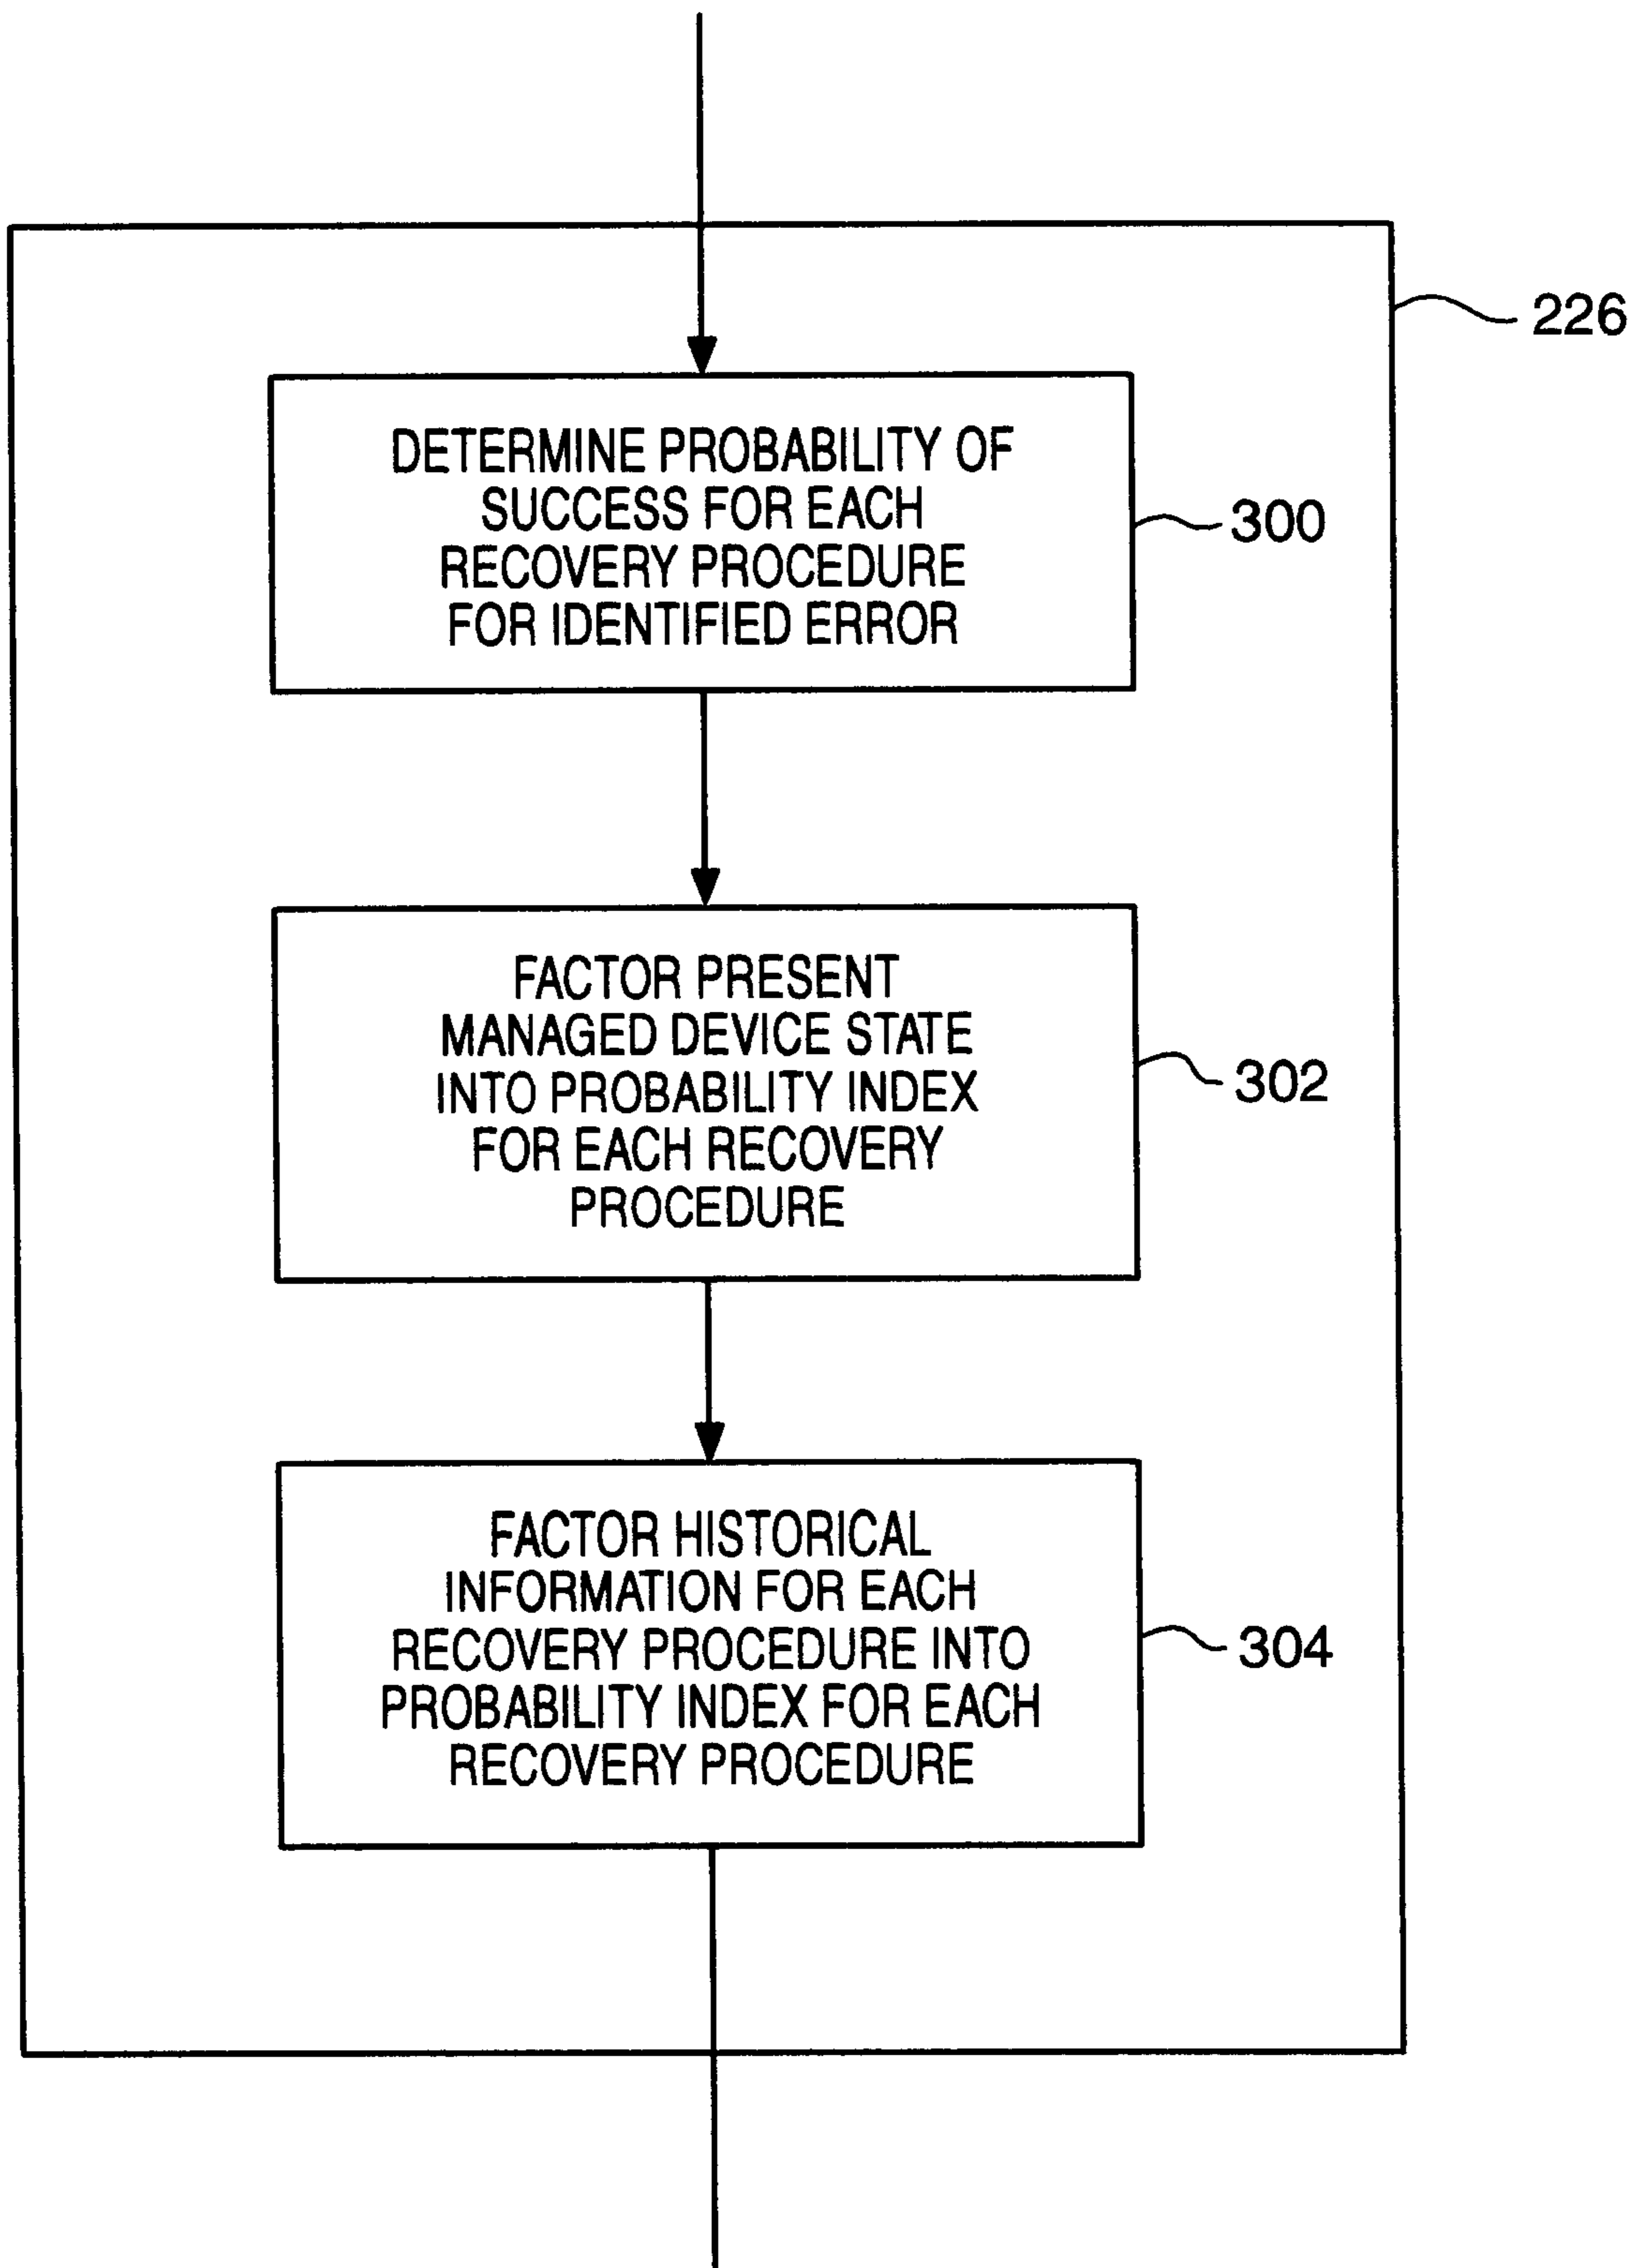 226
DETERMINE PROBABILITY OF
SUCCESS FOR EACH
RECOVERY PROCEDURE
FOR IDENTIFIED ERROR
300
FACTOR PRESENT
MANAGED DEVICE STATE
INTO PROBABILITY INDEX
FOR EACH RECOVERY
PROCEDURE
302
FACTOR HISTORICAL
INFORMATION FOR EACH
RECOVERY PROCEDURE INTO
PROBABILITY INDEX FOR EACH
RECOVERY PROCEDURE
304